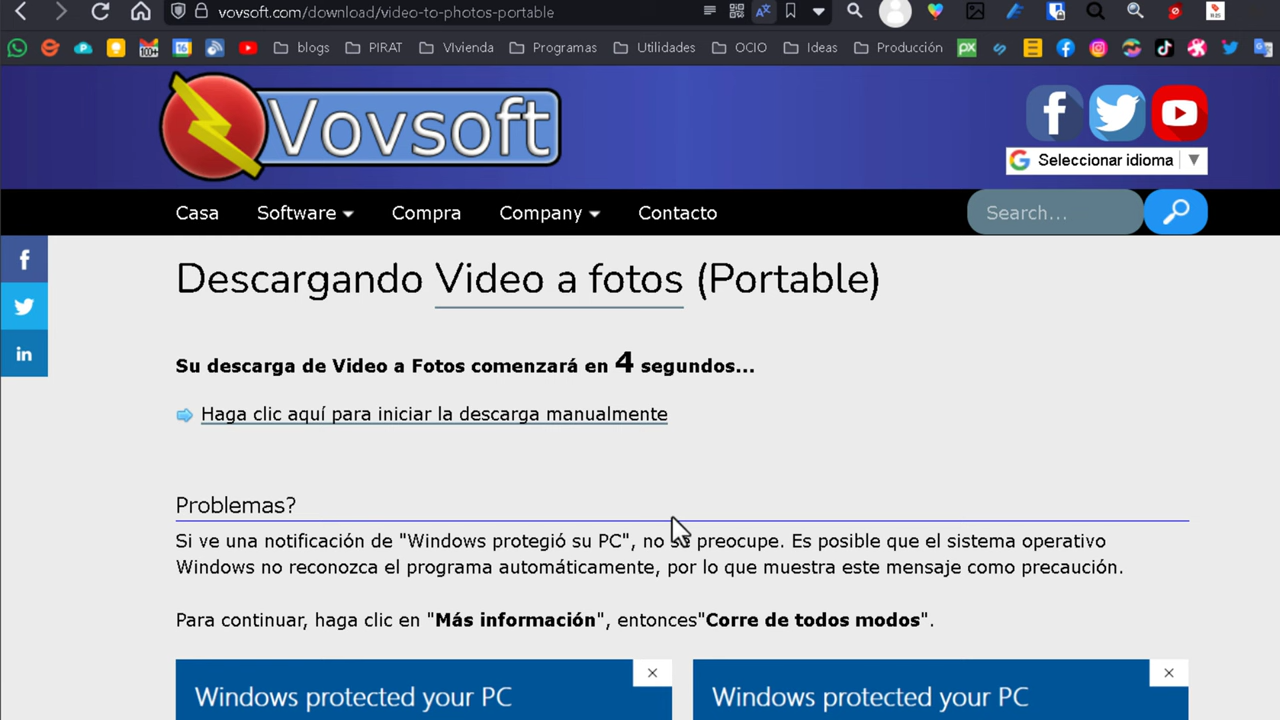 vovsoft.com/download/video-to-photos-portable
100+
16
blogs
PIRAT
VIvienda
Programas
Utilidades
OCIO
Ideas
Producción
px
Vovsoft
Seleccionar idioma ▼
Casa
Software
Compra
Company
Contacto
Search...
Descargando Video a fotos (Portable)
Su descarga de Video a Fotos comenzará en 4 segundos...
Haga clic aquí para iniciar la descarga manualmente
Problemas?
Si ve una notificación de "Windows protegió su PC", no se preocupe. Es posible que el sistema operativo
Windows no reconozca el programa automáticamente, por lo que muestra este mensaje como precaución.
Para continuar, haga clic en "Más información", entonces"Corre de todos modos".
Windows protected your PC
Windows protected your PC